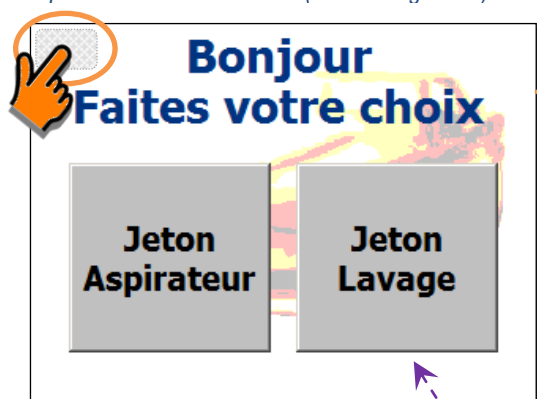 Bonjour
Faites votre choix
Jeton
Aspirateur
Jeton
Lavage